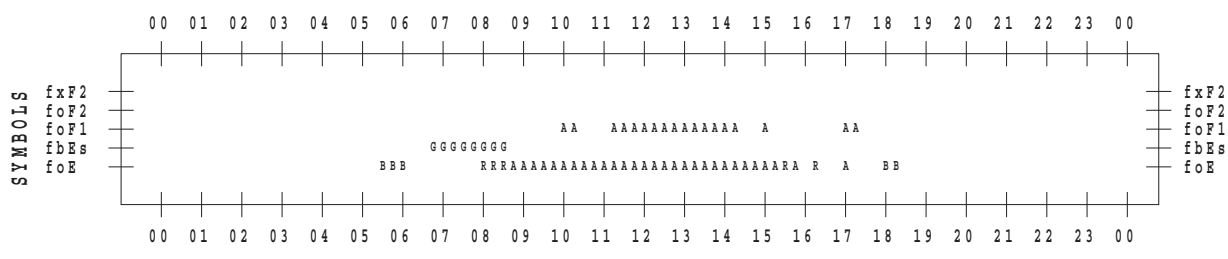 00 01 02 03 04 05 06 07 08 09 10 11 12 13 14 15 16 17 18 19 20 21 22 23 00
SYMBOLS
fxF2 fxF2
foF2 foF2
foF1 AA AAAAAAAAAAAAA A AA foF1
fbEs GGGGGGGG fbEs
foE BBB RRRAAAAAAAAAAAAAAAAAAAAAAAAAAARA R A BB foE
00 01 02 03 04 05 06 07 08 09 10 11 12 13 14 15 16 17 18 19 20 21 22 23 00